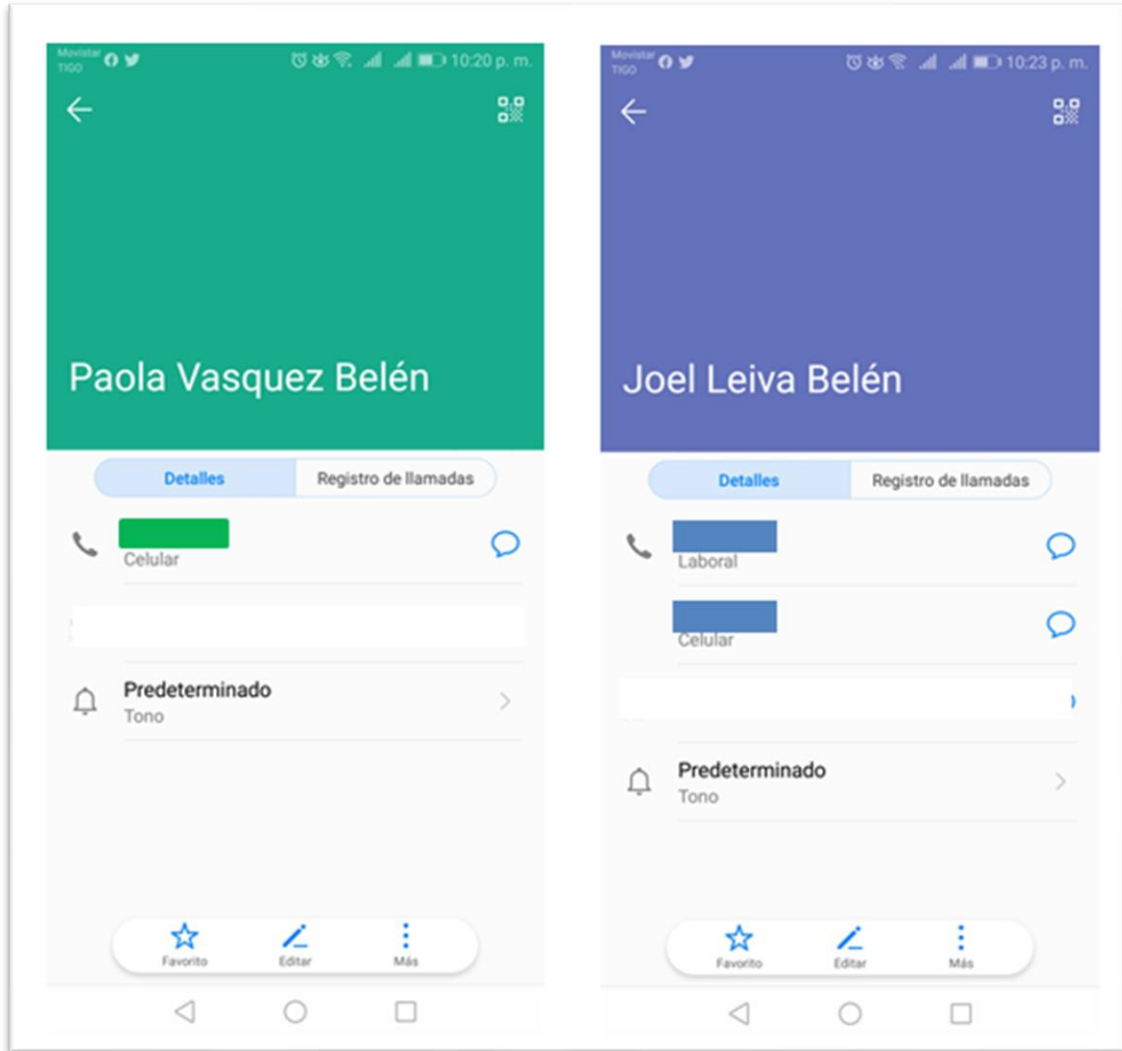 Movistar
TIGO
10:20 p. m.
Paola Vasquez Belén
Detalles
Registro de llamadas
Celular
Predeterminado
Tono
Favorito
Editar
Más
Movistar
TIGO
10:23 p. m.
Joel Leiva Belén
Detalles
Registro de llamadas
Laboral
Celular
Predeterminado
Tono
Favorito
Editar
Más